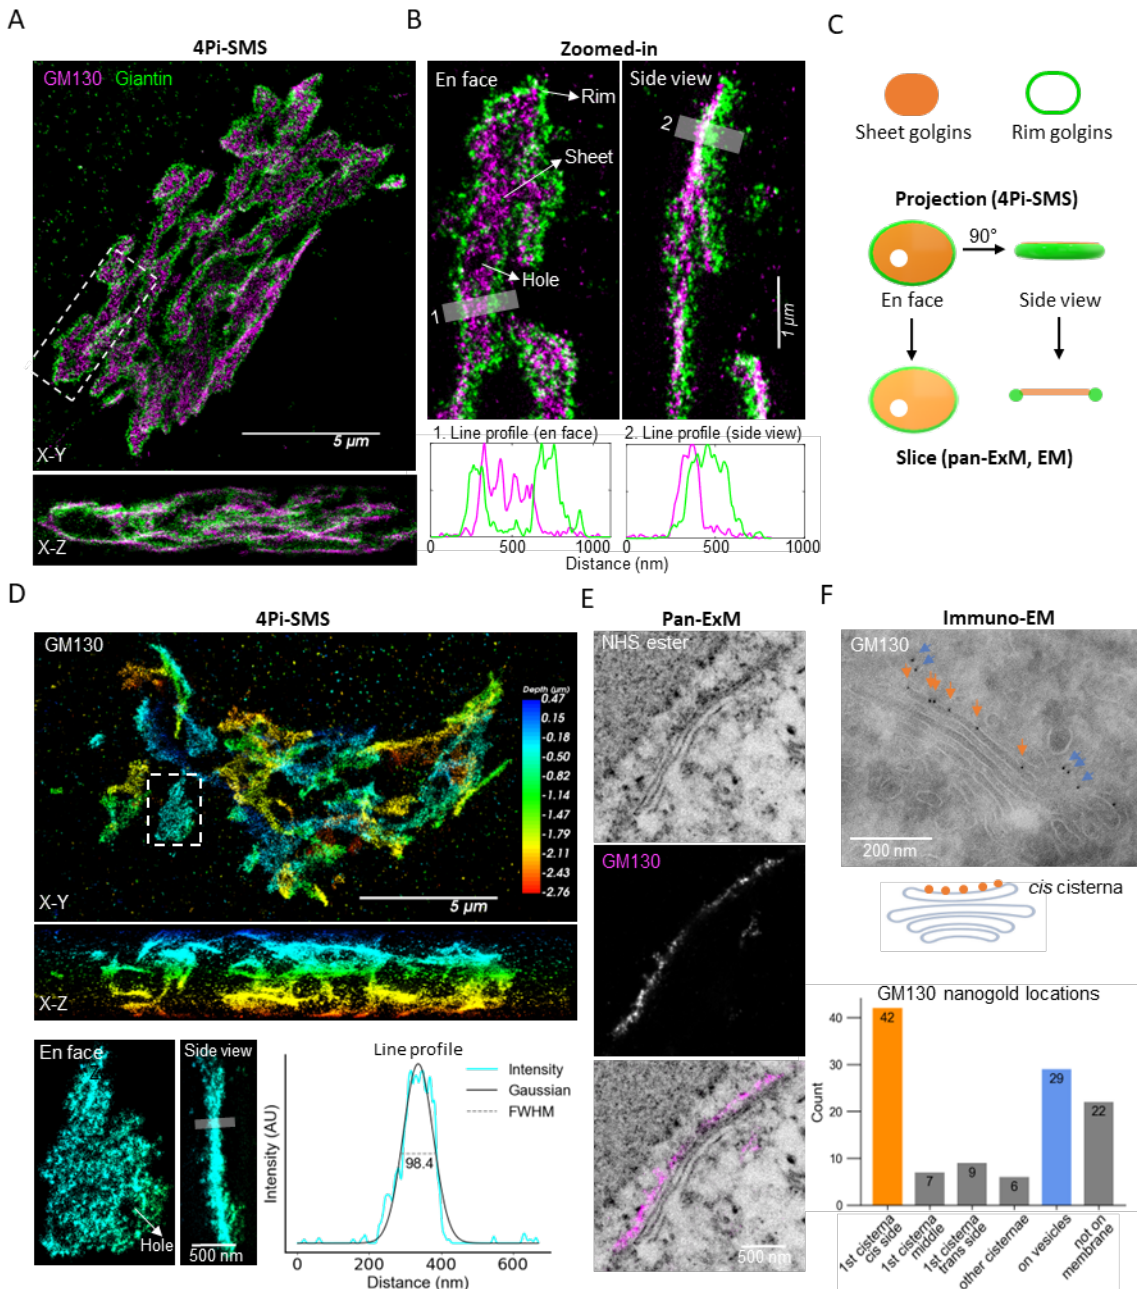 A
4Pi-SMS
GM130 Giantin
X-Y
5 µm
X-Z
B
Zoomed-in
En face
Rim
Sheet
Hole
1
Side view
2
1 µm
1. Line profile (en face)
2. Line profile (side view)
0 500 1000
0 500 1000
Distance (nm)
C
Sheet golgins
Rim golgins
Projection (4Pi-SMS)
90°
En face
Side view
Slice (pan-ExM, EM)
D
4Pi-SMS
GM130
Depth (µm)
0.47
0.15
-0.18
-0.50
-0.82
-1.14
-1.47
-1.79
-2.11
-2.43
-2.76
X-Y
5 µm
X-Z
En face
Hole
Side view
500 nm
Line profile
Intensity
Gaussian
FWHM
98.4
Intensity (AU)
0 200 400 600
Distance (nm)
E
Pan-ExM
NHS ester
GM130
500 nm
F
Immuno-EM
GM130
200 nm
cis cisterna
GM130 nanogold locations
Count
40
30
20
10
0
42
7
9
6
29
22
1st cisterna
cis side
1st cisterna
middle
1st cisterna
trans side
other cisternae
on vesicles
not on
membrane